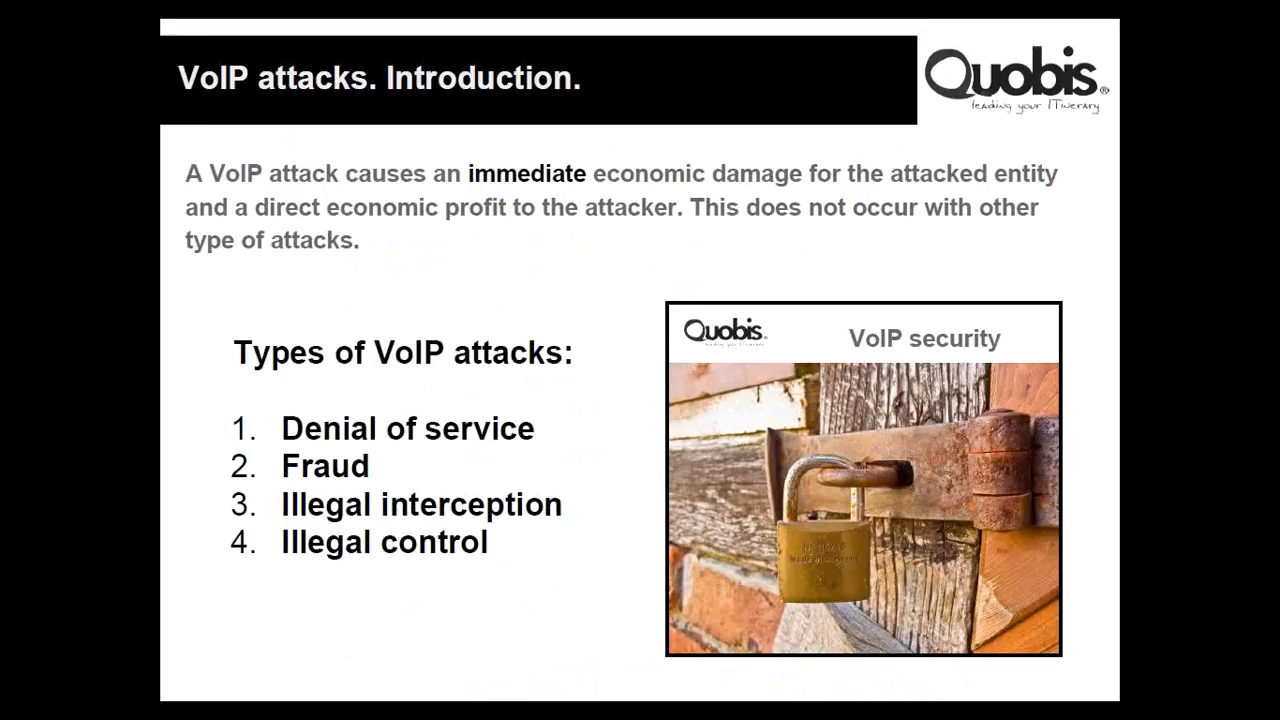 VoIP attacks. Introduction.
Quobis®
leading your ITinerary
A VoIP attack causes an immediate economic damage for the attacked entity
and a direct economic profit to the attacker. This does not occur with other
type of attacks.
Types of VoIP attacks:
1. Denial of service
2. Fraud
3. Illegal interception
4. Illegal control
Quobis
VoIP security